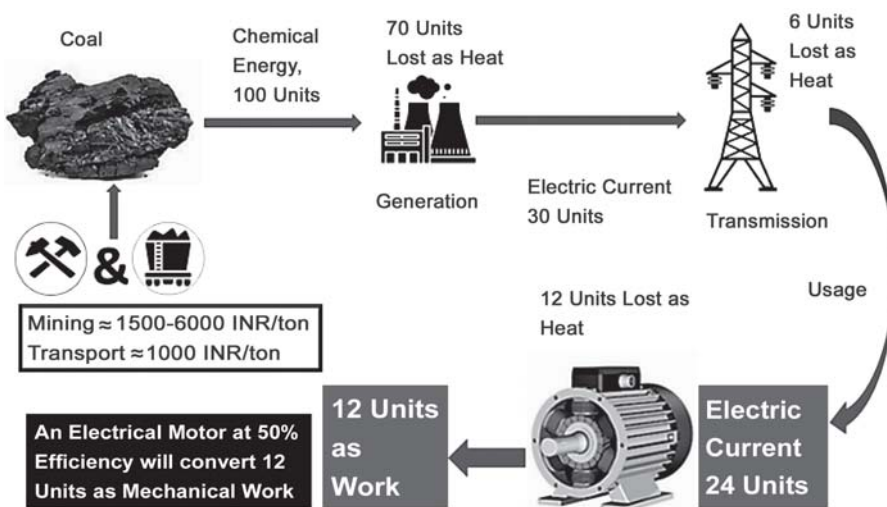 Coal
Chemical
Energy,
100 Units
70 Units
Lost as Heat
Generation
Electric Current
30 Units
6 Units
Lost as
Heat
Transmission
Usage
&
Mining ≈ 1500-6000 INR/ton
Transport ≈ 1000 INR/ton
12 Units Lost as
Heat
Electric
Current
24 Units
12 Units
as
Work
An Electrical Motor at 50%
Efficiency will convert 12
Units as Mechanical Work